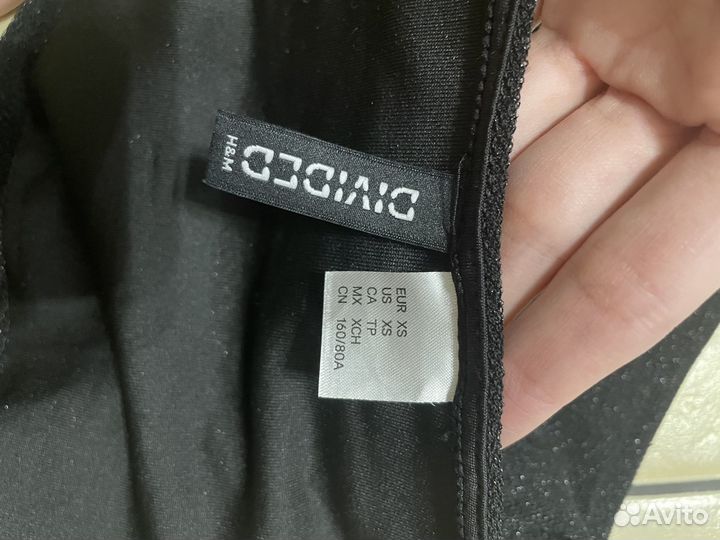 DIVIDED
H&M
EUR XS
US XS
CA TP
MX XCH
CN 160/80A
Avito